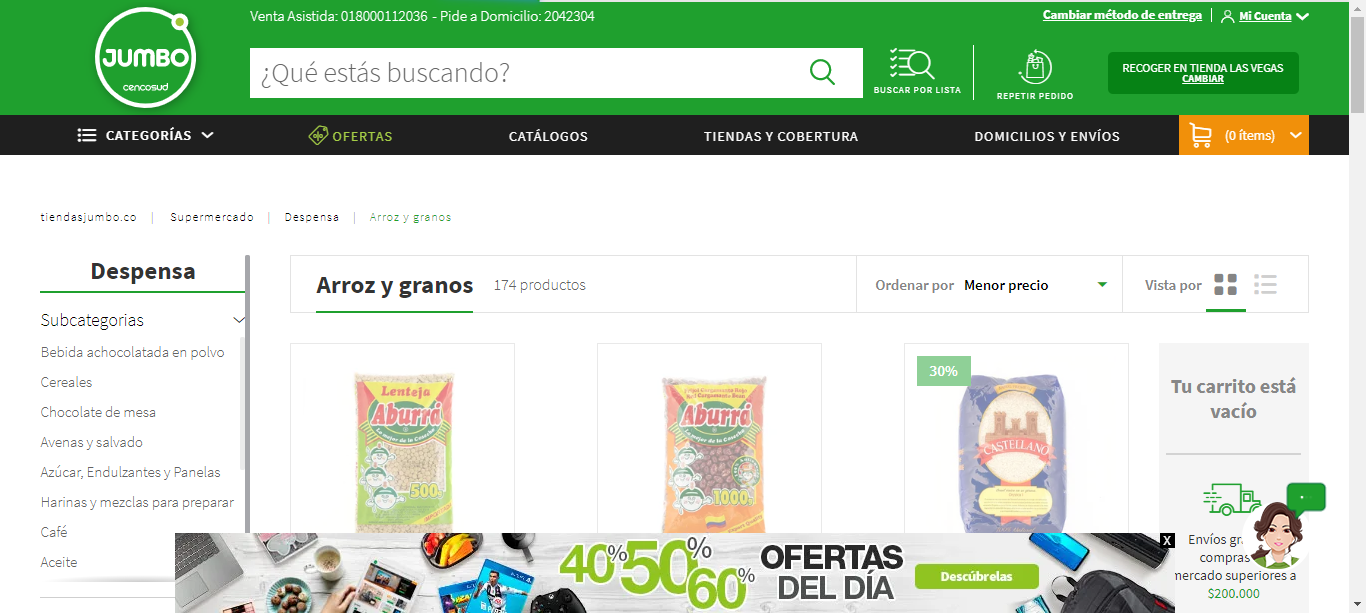 Venta Asistida: 018000112036 - Pide a Domicilio: 2042304
Cambiar método de entrega
Mi Cuenta
JUMBO
cencosud
¿Qué estás buscando?
BUSCAR POR LISTA
REPETIR PEDIDO
RECOGER EN TIENDA LAS VEGAS
CAMBIAR
CATEGORÍAS
OFERTAS
CATÁLOGOS
TIENDAS Y COBERTURA
DOMICILIOS Y ENVÍOS
(0 ítems)
tiendasjumbo.co | Supermercado | Despensa | Arroz y granos
Despensa
Subcategorias
Bebida achocolatada en polvo
Cereales
Chocolate de mesa
Avenas y salvado
Azúcar, Endulzantes y Panelas
Harinas y mezclas para preparar
Café
Aceite
Arroz y granos
174 productos
Ordenar por Menor precio
Vista por
Lenteja
Aburrá
Lo mejor de la Cosecha
500
Aburrá
1000
30%
CASTELLANO
Tu carrito está
vacío
Envíos gra
compras
mercado superiores a
$200.000
40% 50% 60%
OFERTAS
DEL DÍA
Descúbrelas
X